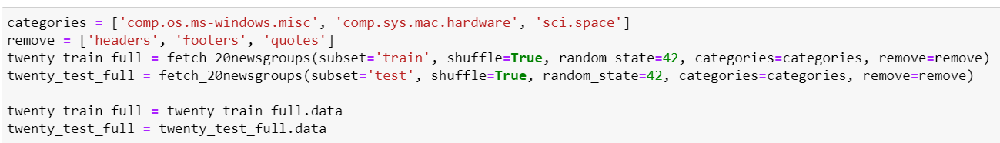 categories = ['comp.os.ms-windows.misc', 'comp.sys.mac.hardware', 'sci.space']
remove = ['headers', 'footers', 'quotes']
twenty_train_full = fetch_20newsgroups(subset='train', shuffle=True, random_state=42, categories=categories, remove=remove)
twenty_test_full = fetch_20newsgroups(subset='test', shuffle=True, random_state=42, categories=categories, remove=remove)
twenty_train_full = twenty_train_full.data
twenty_test_full = twenty_test_full.data